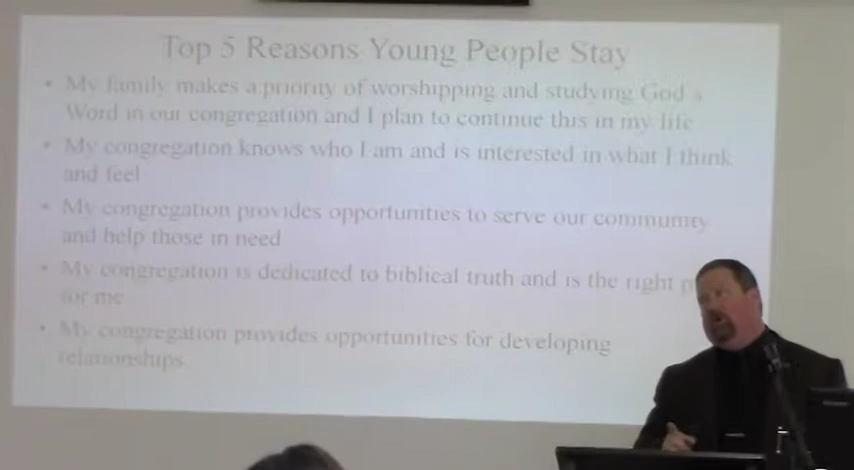 Top 5 Reasons Young People Stay
• My family makes a priority of worshipping and studying God's
Word in our congregation and I plan to continue this in my life
• My congregation knows who I am and is interested in what I think
and feel
• My congregation provides opportunities to serve our community
and help those in need
• My congregation is dedicated to biblical truth and is the right
for me
• My congregation provides opportunities for developing
relationships